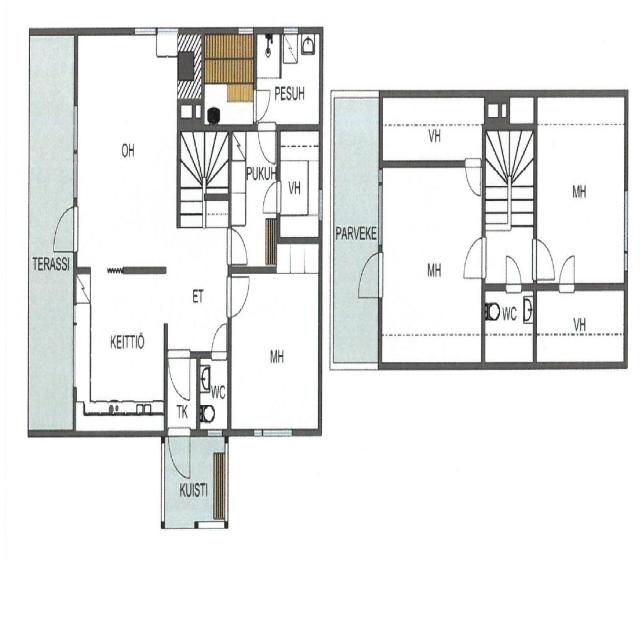 PESUH
OH
PUKUH
VH
TERASSI
ET
KEITTIÖ
MH
WC
TK
KUISTI
VH
MH
PARVEKE
MH
WC
VH